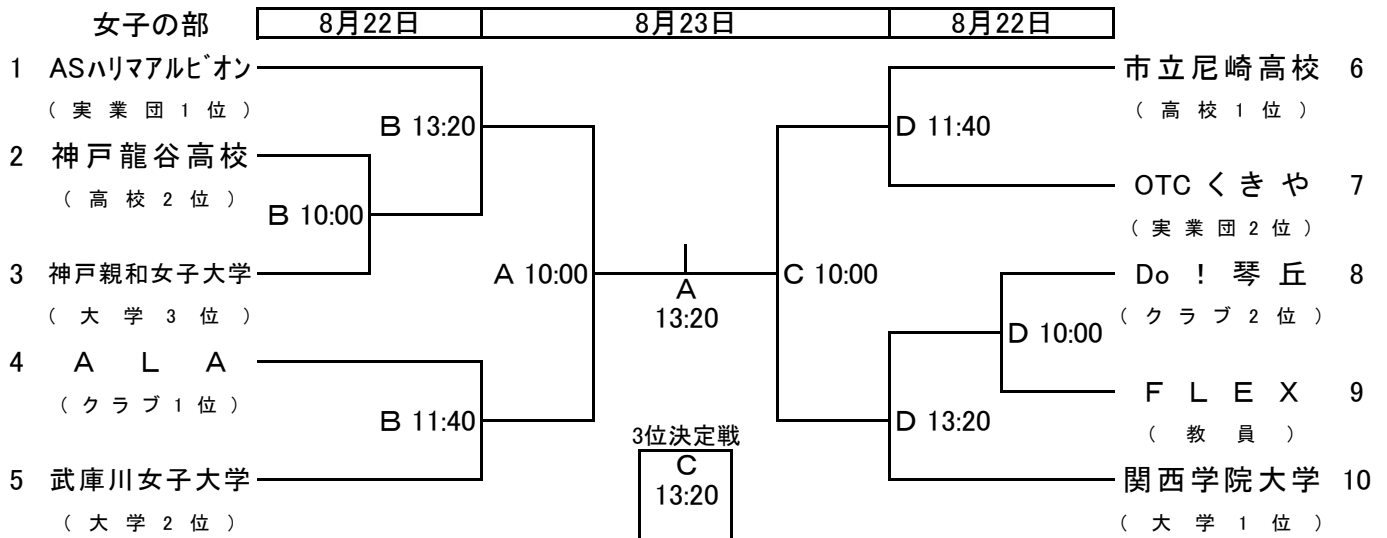 女子の部 8月22日 8月23日 8月22日
1 ASハリマアルビオン
(実業団1位)
B 13:20
2 神戸龍谷高校
(高校2位)
B 10:00
3 神戸親和女子大学
(大学3位)
A 10:00
4 ALA
(クラブ1位)
B 11:40
5 武庫川女子大学
(大学2位)
A
13:20
3位決定戦
C
13:20
市立尼崎高校 6
(高校1位)
D 11:40
OTCくきや 7
(実業団2位)
C 10:00
Do!琴丘 8
(クラブ2位)
D 10:00
FLEX 9
(教員)
D 13:20
関西学院大学 10
(大学1位)